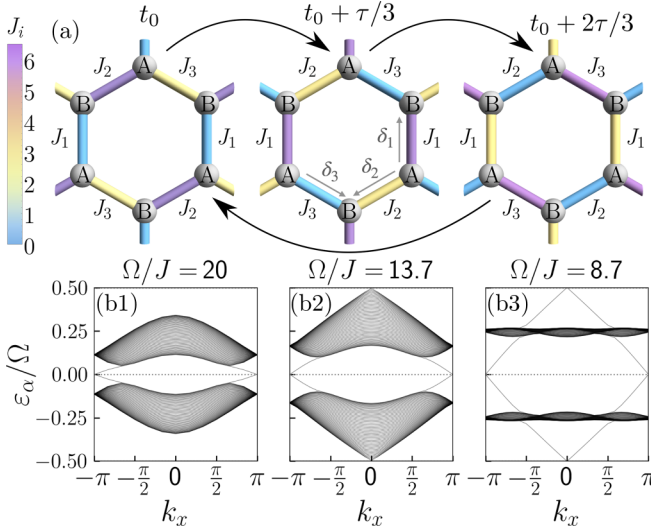 J_i (a) t_0 t_0 + τ/3 t_0 + 2τ/3
6
5
4
3
2
1
0
J_2 A J_3
B B
J_1 J_1
A A
J_3 B J_2
J_2 A J_3
B B
J_1 δ_1 J_1
δ_3 δ_2
A A
J_3 B J_2
J_2 A J_3
B B
J_1 J_1
A A
J_3 B J_2
Ω/J = 20 Ω/J = 13.7 Ω/J = 8.7
(b1) (b2) (b3)
ε_α/Ω
0.50
0.25
0.00
−0.25
−0.50
−π −π/2 0 π/2 π
−π −π/2 0 π/2 π
−π −π/2 0 π/2 π
k_x k_x k_x